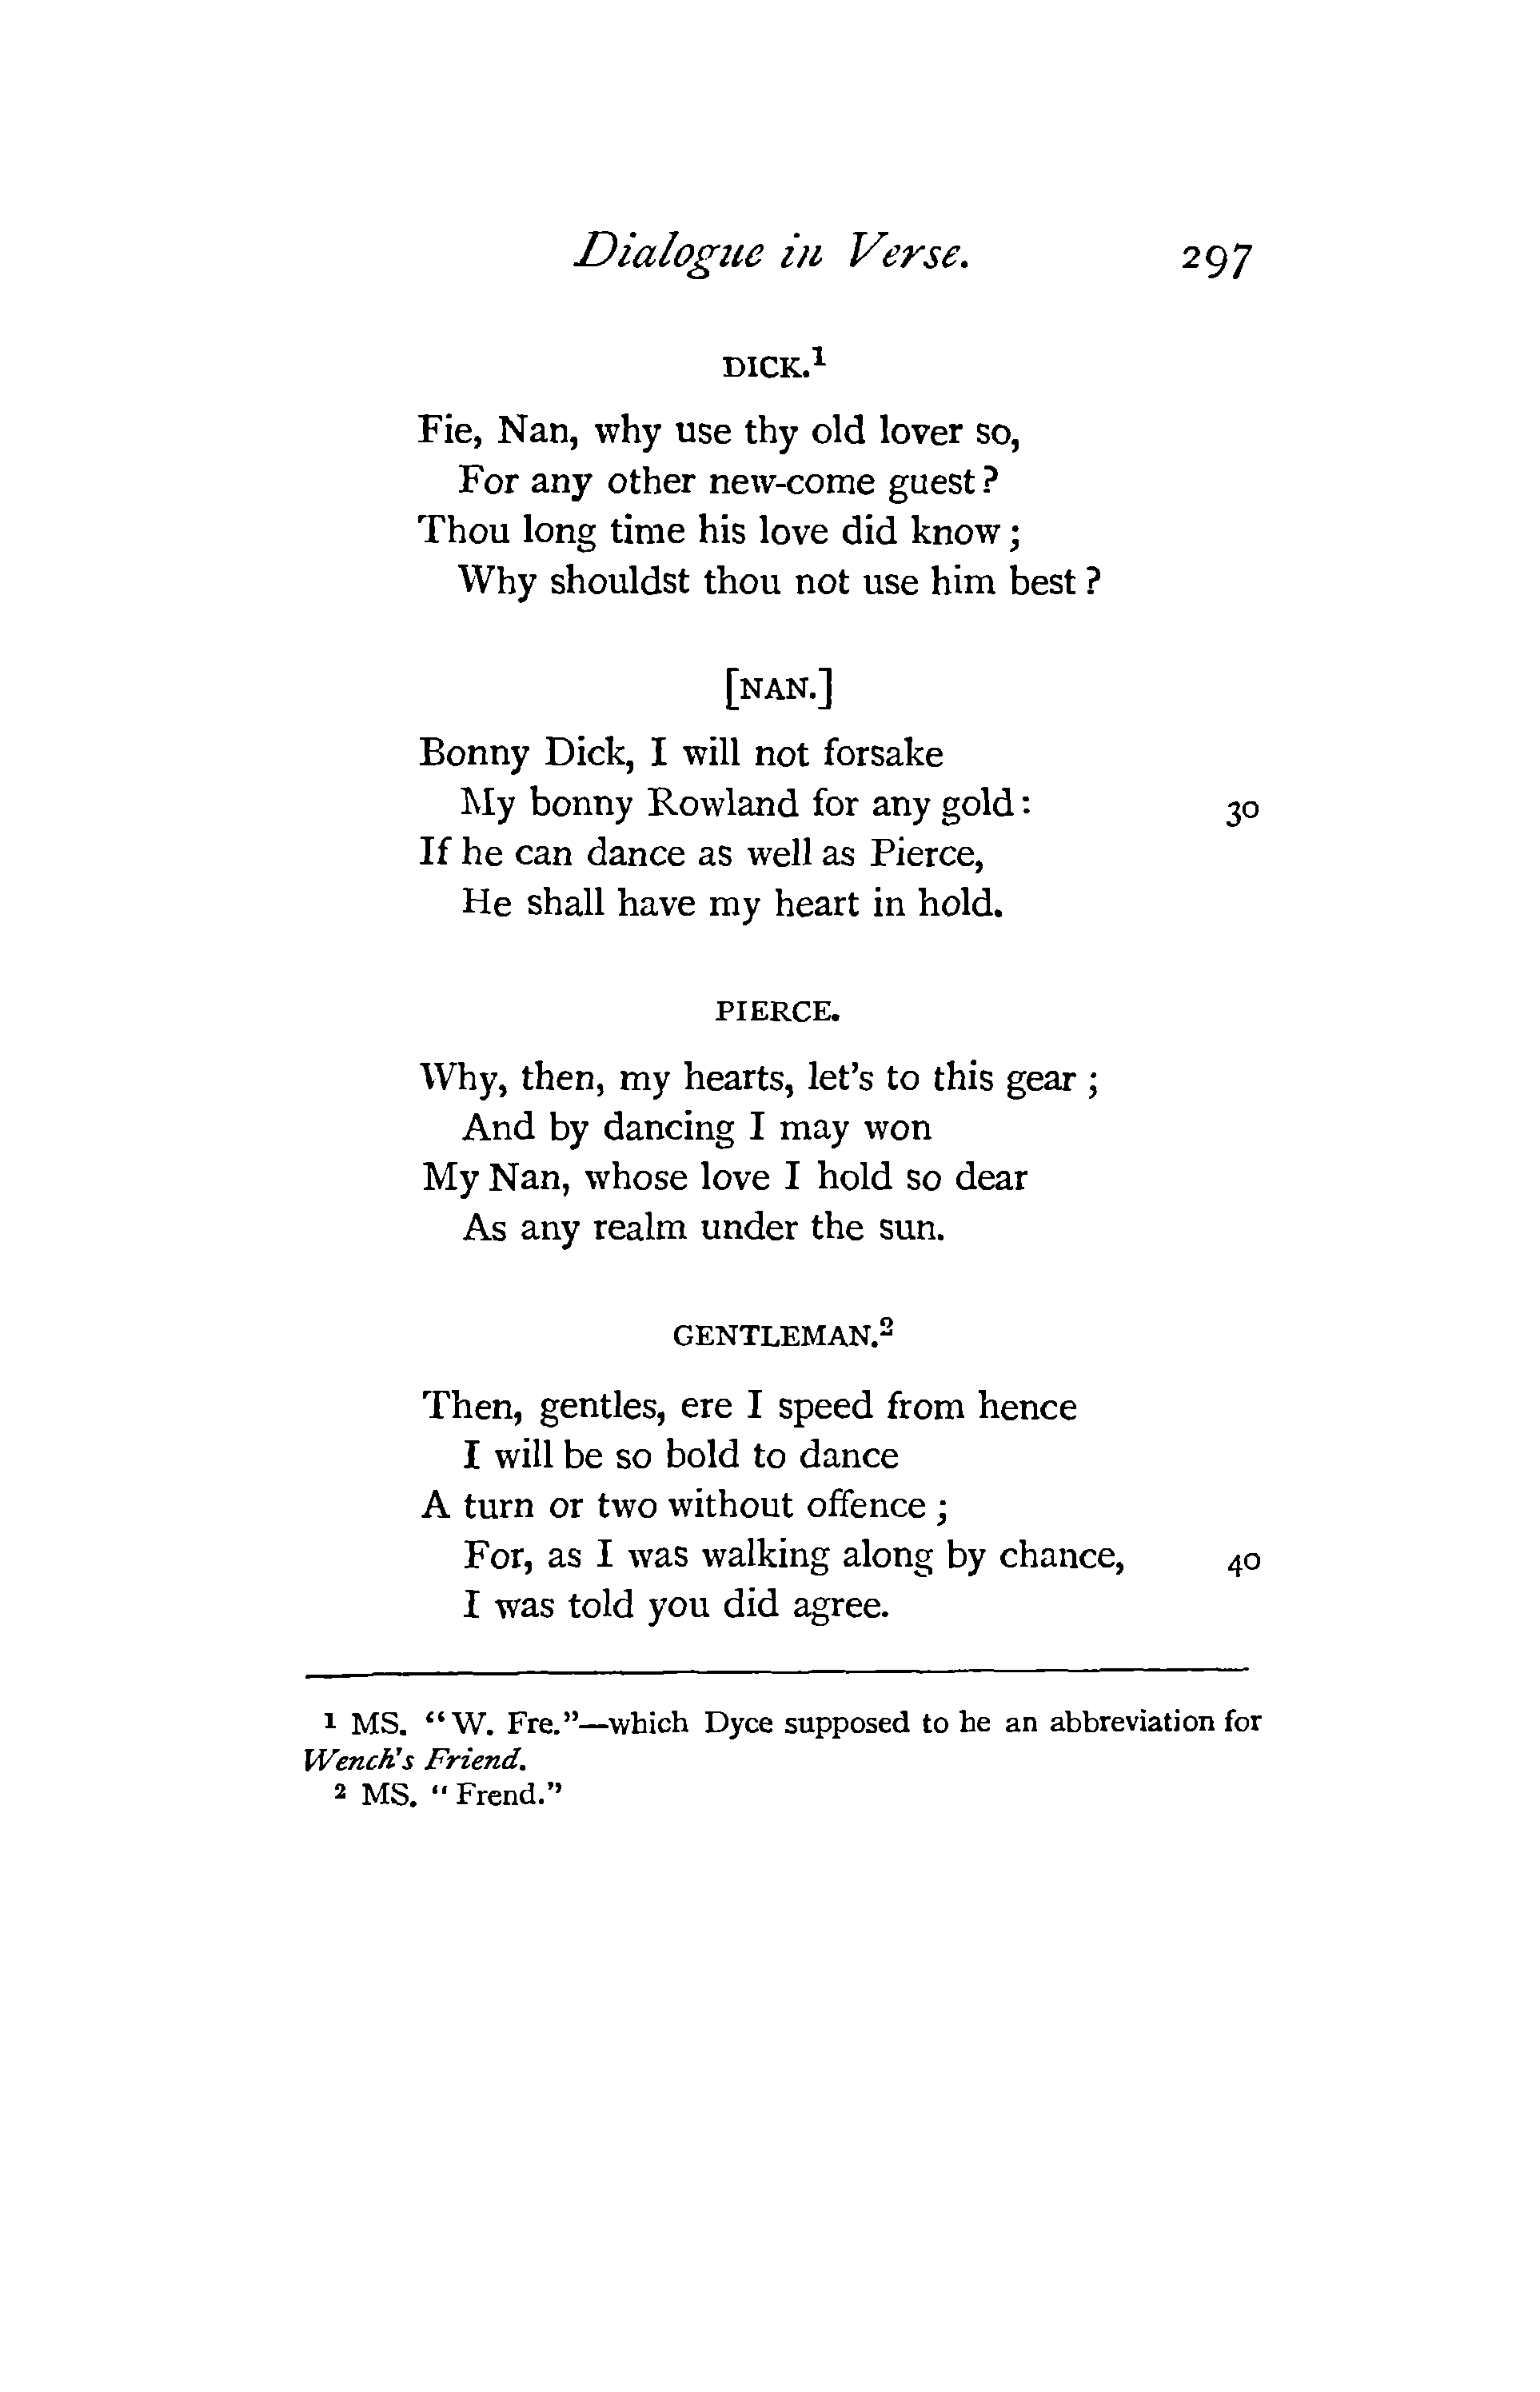 Dialogue in Verse. 297
DICK.¹
Fie, Nan, why use thy old lover so,
For any other new-come guest?
Thou long time his love did know;
Why shouldst thou not use him best?
[NAN.]
Bonny Dick, I will not forsake
My bonny Rowland for any gold: 30
If he can dance as well as Pierce,
He shall have my heart in hold.
PIERCE.
Why, then, my hearts, let's to this gear;
And by dancing I may won
My Nan, whose love I hold so dear
As any realm under the sun.
GENTLEMAN.²
Then, gentles, ere I speed from hence
I will be so bold to dance
A turn or two without offence;
For, as I was walking along by chance, 40
I was told you did agree.
¹ MS. "W. Fre."—which Dyce supposed to he an abbreviation for
Wench's Friend.
² MS. "Frend."